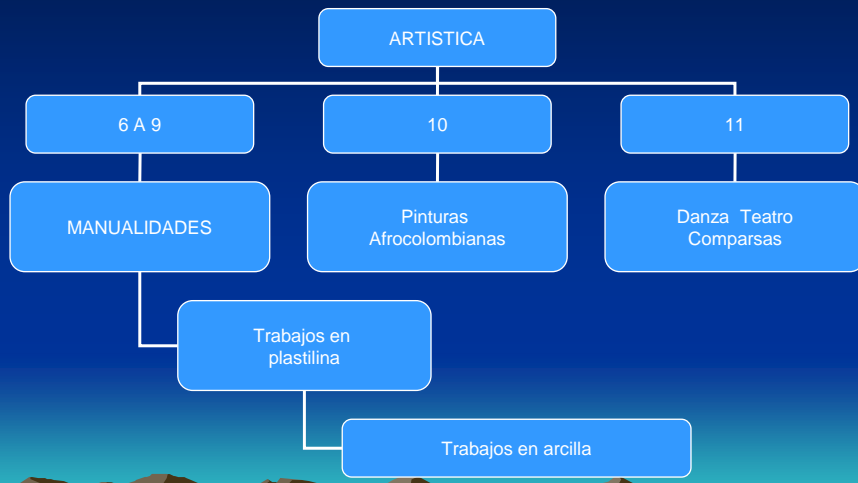 ARTISTICA
6 A 9
10
11
MANUALIDADES
Pinturas
Afrocolombianas
Danza Teatro
Comparsas
Trabajos en
plastilina
Trabajos en arcilla